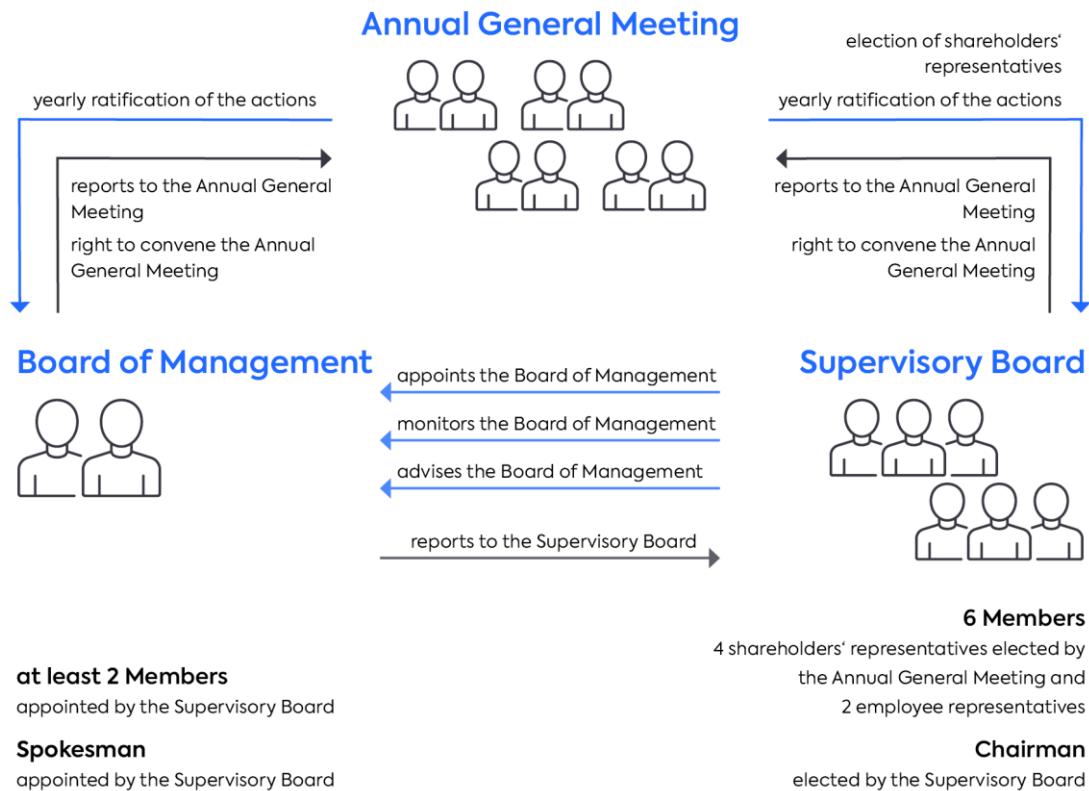 Annual General Meeting
election of shareholders‘
representatives
yearly ratification of the actions
yearly ratification of the actions
reports to the Annual General
Meeting
right to convene the Annual
General Meeting
reports to the Annual General
Meeting
right to convene the Annual
General Meeting
Board of Management
Supervisory Board
appoints the Board of Management
monitors the Board of Management
advises the Board of Management
reports to the Supervisory Board
at least 2 Members
appointed by the Supervisory Board
Spokesman
appointed by the Supervisory Board
6 Members
4 shareholders‘ representatives elected by
the Annual General Meeting and
2 employee representatives
Chairman
elected by the Supervisory Board